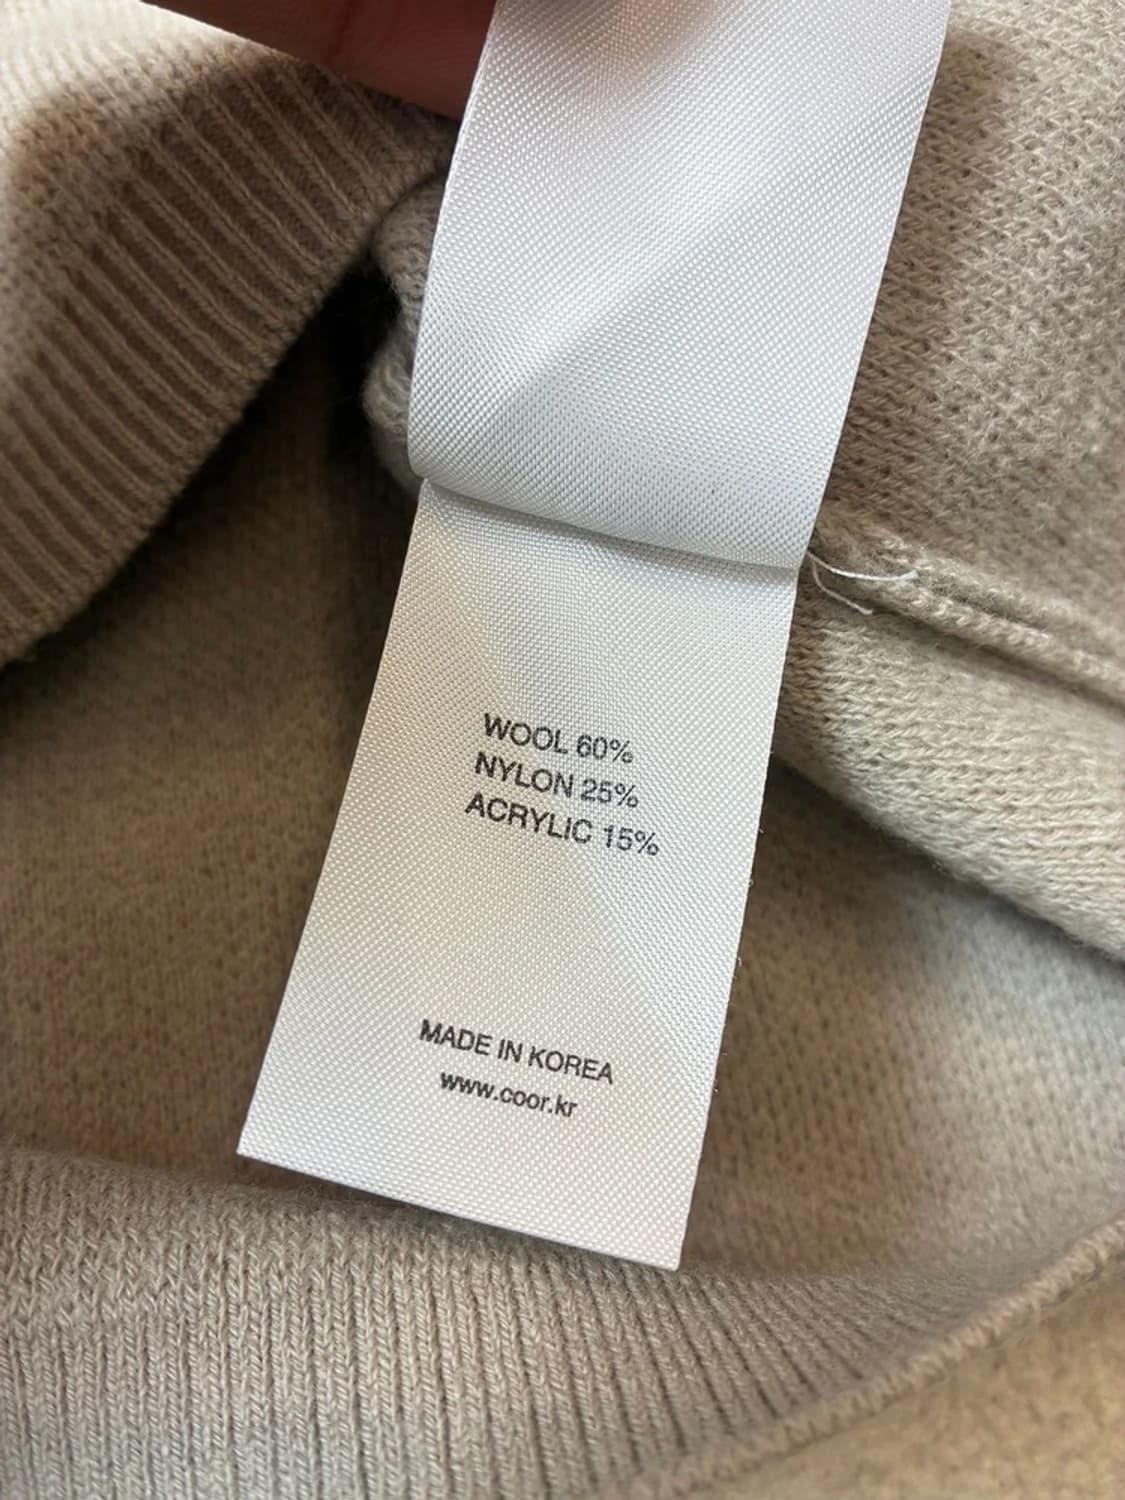 WOOL 60%
NYLON 25%
ACRYLIC 15%
MADE IN KOREA
www.coor.kr